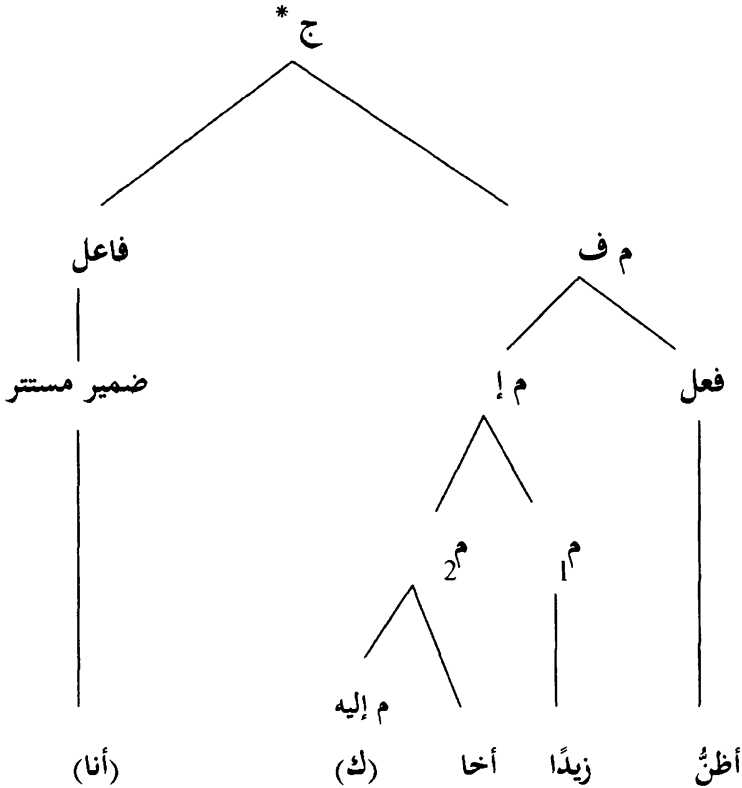 ج *
م ف فاعل
فعل م إ ضمير مستتر
م1 م2
م إليه
أظنُّ زيدًا أخا (ك) (أنا)